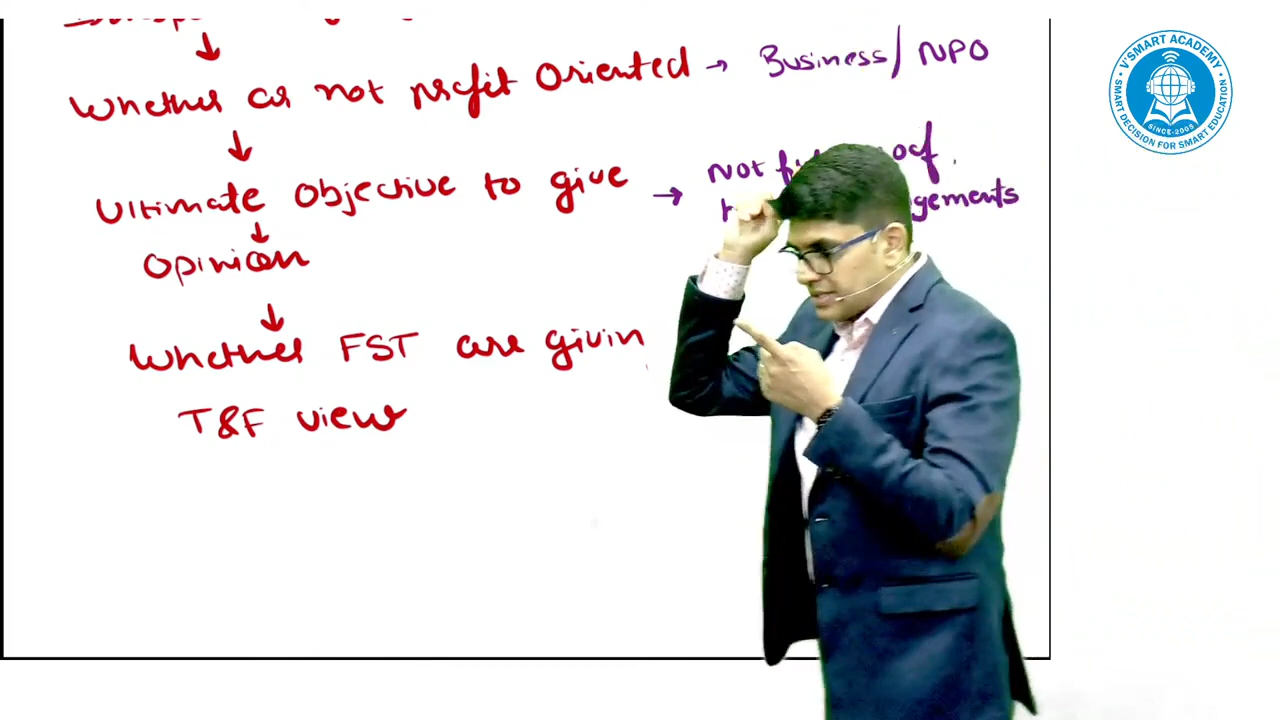 Whether or not profit Oriented → Business/ NPO
Ultimate Objective to give → Not
gements
Opinion
Whether FST are givin
T&F view
V'SMART ACADEMY
SMART DECISION FOR SMART EDUCATION
SINCE-2005